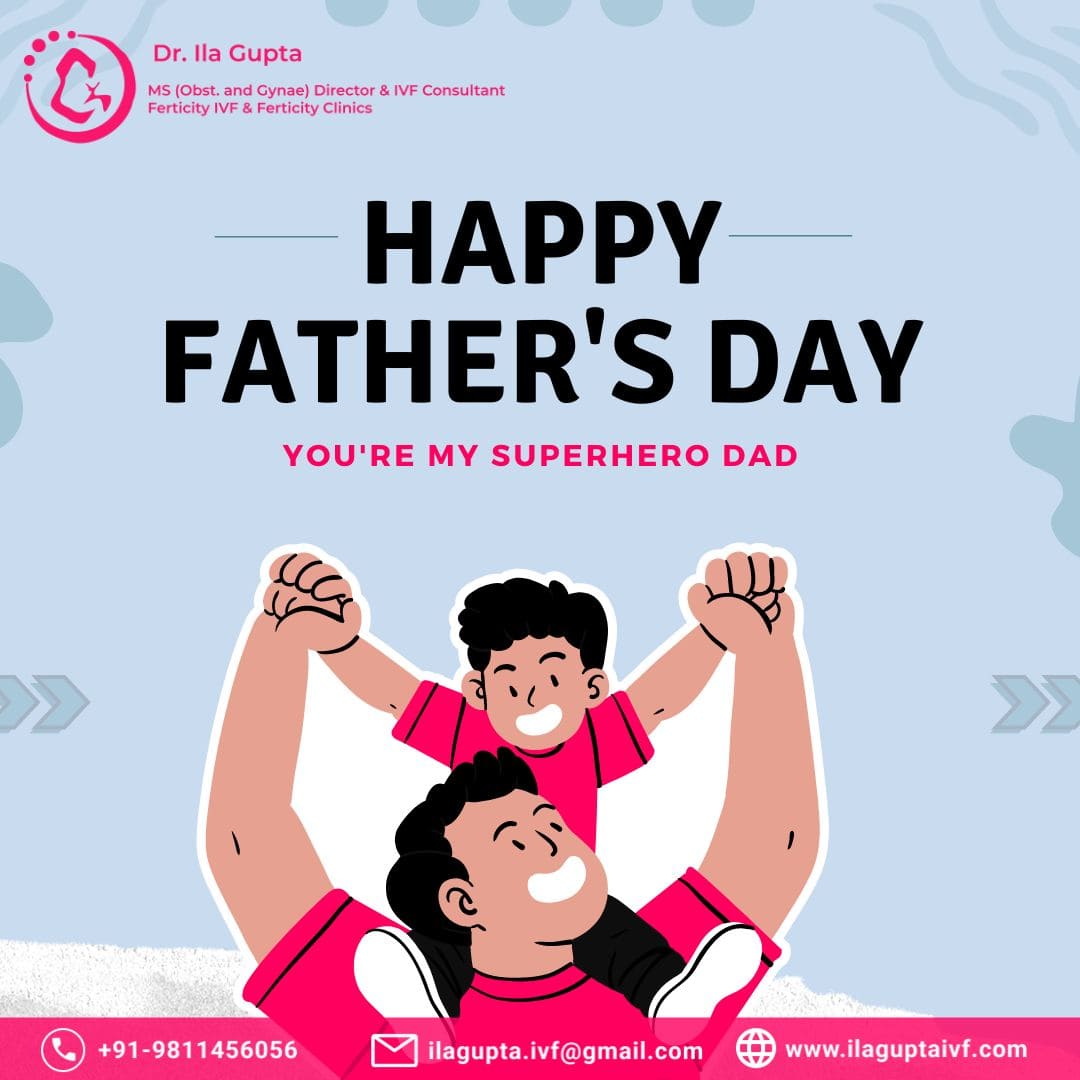 Dr. Ila Gupta
MS (Obst. and Gynae) Director & IVF Consultant
Ferticity IVF & Ferticity Clinics
HAPPY
FATHER'S DAY
YOU'RE MY SUPERHERO DAD
+91-9811456056
ilagupta.ivf@gmail.com
www.ilaguptaivf.com